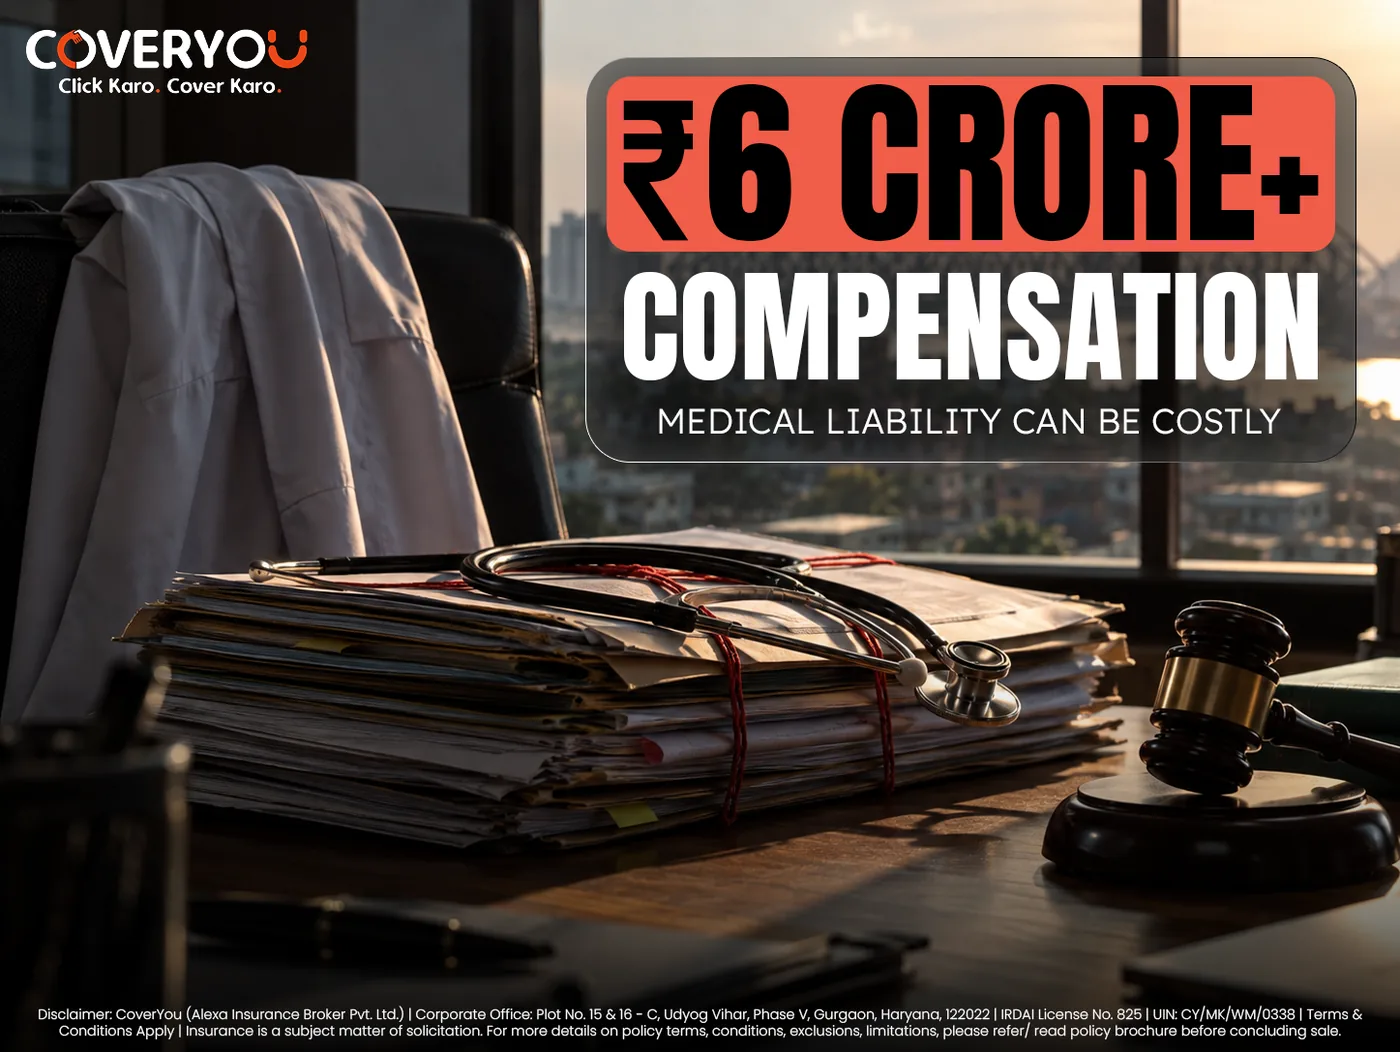 COVERYOU
Click Karo. Cover Karo.
₹6 CRORE+
COMPENSATION
MEDICAL LIABILITY CAN BE COSTLY
Disclaimer: CoverYou (Alexa Insurance Broker Pvt. Ltd.) | Corporate Office: Plot No. 15 & 16 - C, Udyog Vihar, Phase V, Gurgaon, Haryana, 122022 | IRDAI License No. 825 | UIN: CY/MK/WM/0338 | Terms &
Conditions Apply | Insurance is a subject matter of solicitation. For more details on policy terms, conditions, exclusions, limitations, please refer/ read policy brochure before concluding sale.